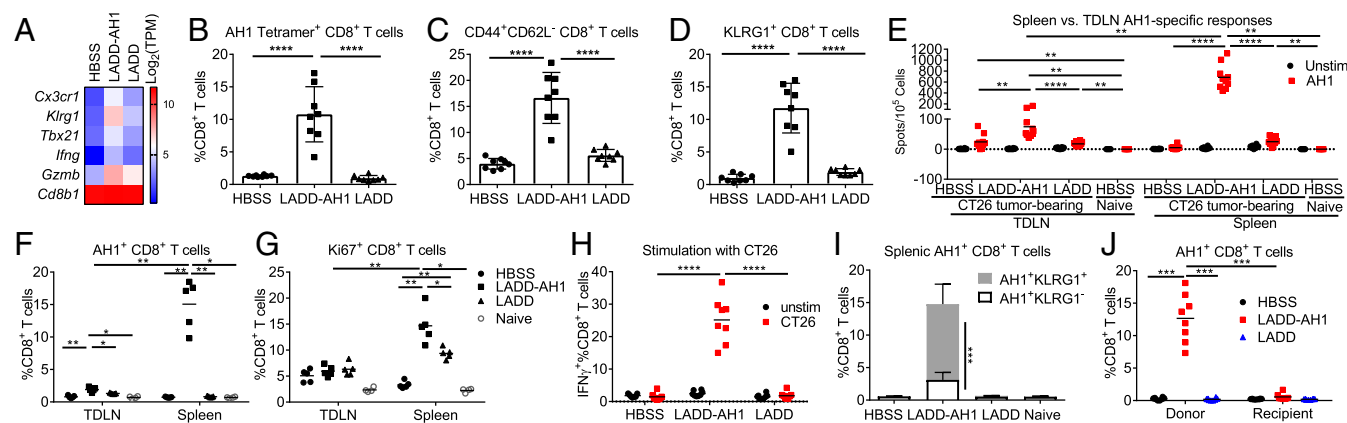 A
HBSS
LADD-AH1
LADD
Log2(TPM)
Cx3cr1
Klrg1
Tbx21
Ifng
Gzmb
Cd8b1
10
5
B
AH1 Tetramer+ CD8+ T cells
%CD8+ T cells
20
15
10
5
0
****
****
HBSS LADD-AH1 LADD
C
CD44+CD62L- CD8+ T cells
%CD8+ T cells
25
20
15
10
5
0
****
****
HBSS LADD-AH1 LADD
D
KLRG1+ CD8+ T cells
%CD8+ T cells
20
15
10
5
0
****
****
HBSS LADD-AH1 LADD
E
Spleen vs. TDLN AH1-specific responses
Spots/10^5 Cells
1200
1000
800
600
400
200
100
0
-100
**
**
**
**
****
**
**
****
****
**
Unstim
AH1
HBSS LADD-AH1 LADD HBSS HBSS LADD-AH1 LADD HBSS
CT26 tumor-bearing Naive CT26 tumor-bearing Naive
TDLN Spleen
F
AH1+ CD8+ T cells
%CD8+ T cells
20
15
10
5
0
**
*
**
**
*
**
*
TDLN Spleen
G
Ki67+ CD8+ T cells
%CD8+ T cells
25
20
15
10
5
0
**
*
**
**
*
HBSS
LADD-AH1
LADD
Naive
TDLN Spleen
H
Stimulation with CT26
IFNγ+%CD8+ T cells
40
30
20
10
0
****
****
unstim
CT26
HBSS LADD-AH1 LADD
I
Splenic AH1+ CD8+ T cells
%CD8+ T cells
20
15
10
5
0
AH1+KLRG1+
AH1+KLRG1-
***
HBSS LADD-AH1 LADD Naive
J
AH1+ CD8+ T cells
%CD8+ T cells
20
15
10
5
0
***
***
***
HBSS
LADD-AH1
LADD
Donor Recipient